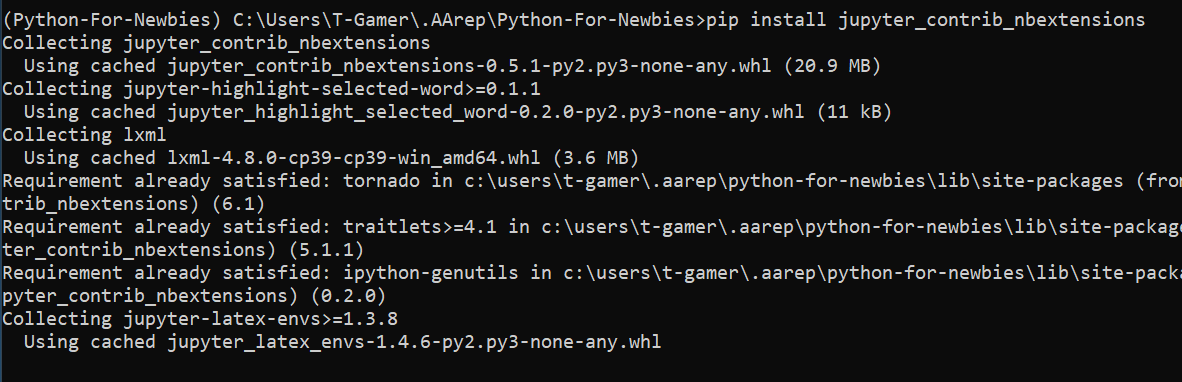 (Python-For-Newbies) C:\Users\T-Gamer\.AArep\Python-For-Newbies>pip install jupyter_contrib_nbextensions
Collecting jupyter_contrib_nbextensions
  Using cached jupyter_contrib_nbextensions-0.5.1-py2.py3-none-any.whl (20.9 MB)
Collecting jupyter-highlight-selected-word>=0.1.1
  Using cached jupyter_highlight_selected_word-0.2.0-py2.py3-none-any.whl (11 kB)
Collecting lxml
  Using cached lxml-4.8.0-cp39-cp39-win_amd64.whl (3.6 MB)
Requirement already satisfied: tornado in c:\users\t-gamer\.aarep\python-for-newbies\lib\site-packages (fro
trib_nbextensions) (6.1)
Requirement already satisfied: traitlets>=4.1 in c:\users\t-gamer\.aarep\python-for-newbies\lib\site-packag
ter_contrib_nbextensions) (5.1.1)
Requirement already satisfied: ipython-genutils in c:\users\t-gamer\.aarep\python-for-newbies\lib\site-pack
pyter_contrib_nbextensions) (0.2.0)
Collecting jupyter-latex-envs>=1.3.8
  Using cached jupyter_latex_envs-1.4.6-py2.py3-none-any.whl